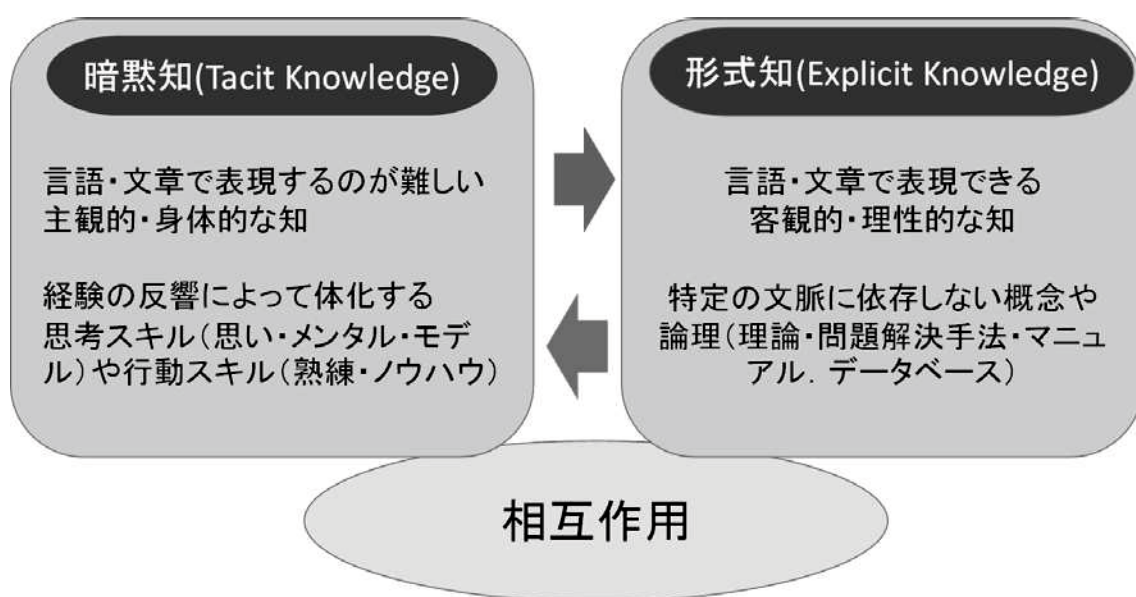 暗黙知(Tacit Knowledge)
言語・文章で表現するのが難しい
主観的・身体的な知
経験の反響によって体化する
思考スキル(思い・メンタル・モデ
ル)や行動スキル(熟練・ノウハウ)
形式知(Explicit Knowledge)
言語・文章で表現できる
客観的・理性的な知
特定の文脈に依存しない概念や
論理(理論・問題解決手法・マニュ
アル．データベース)
相互作用